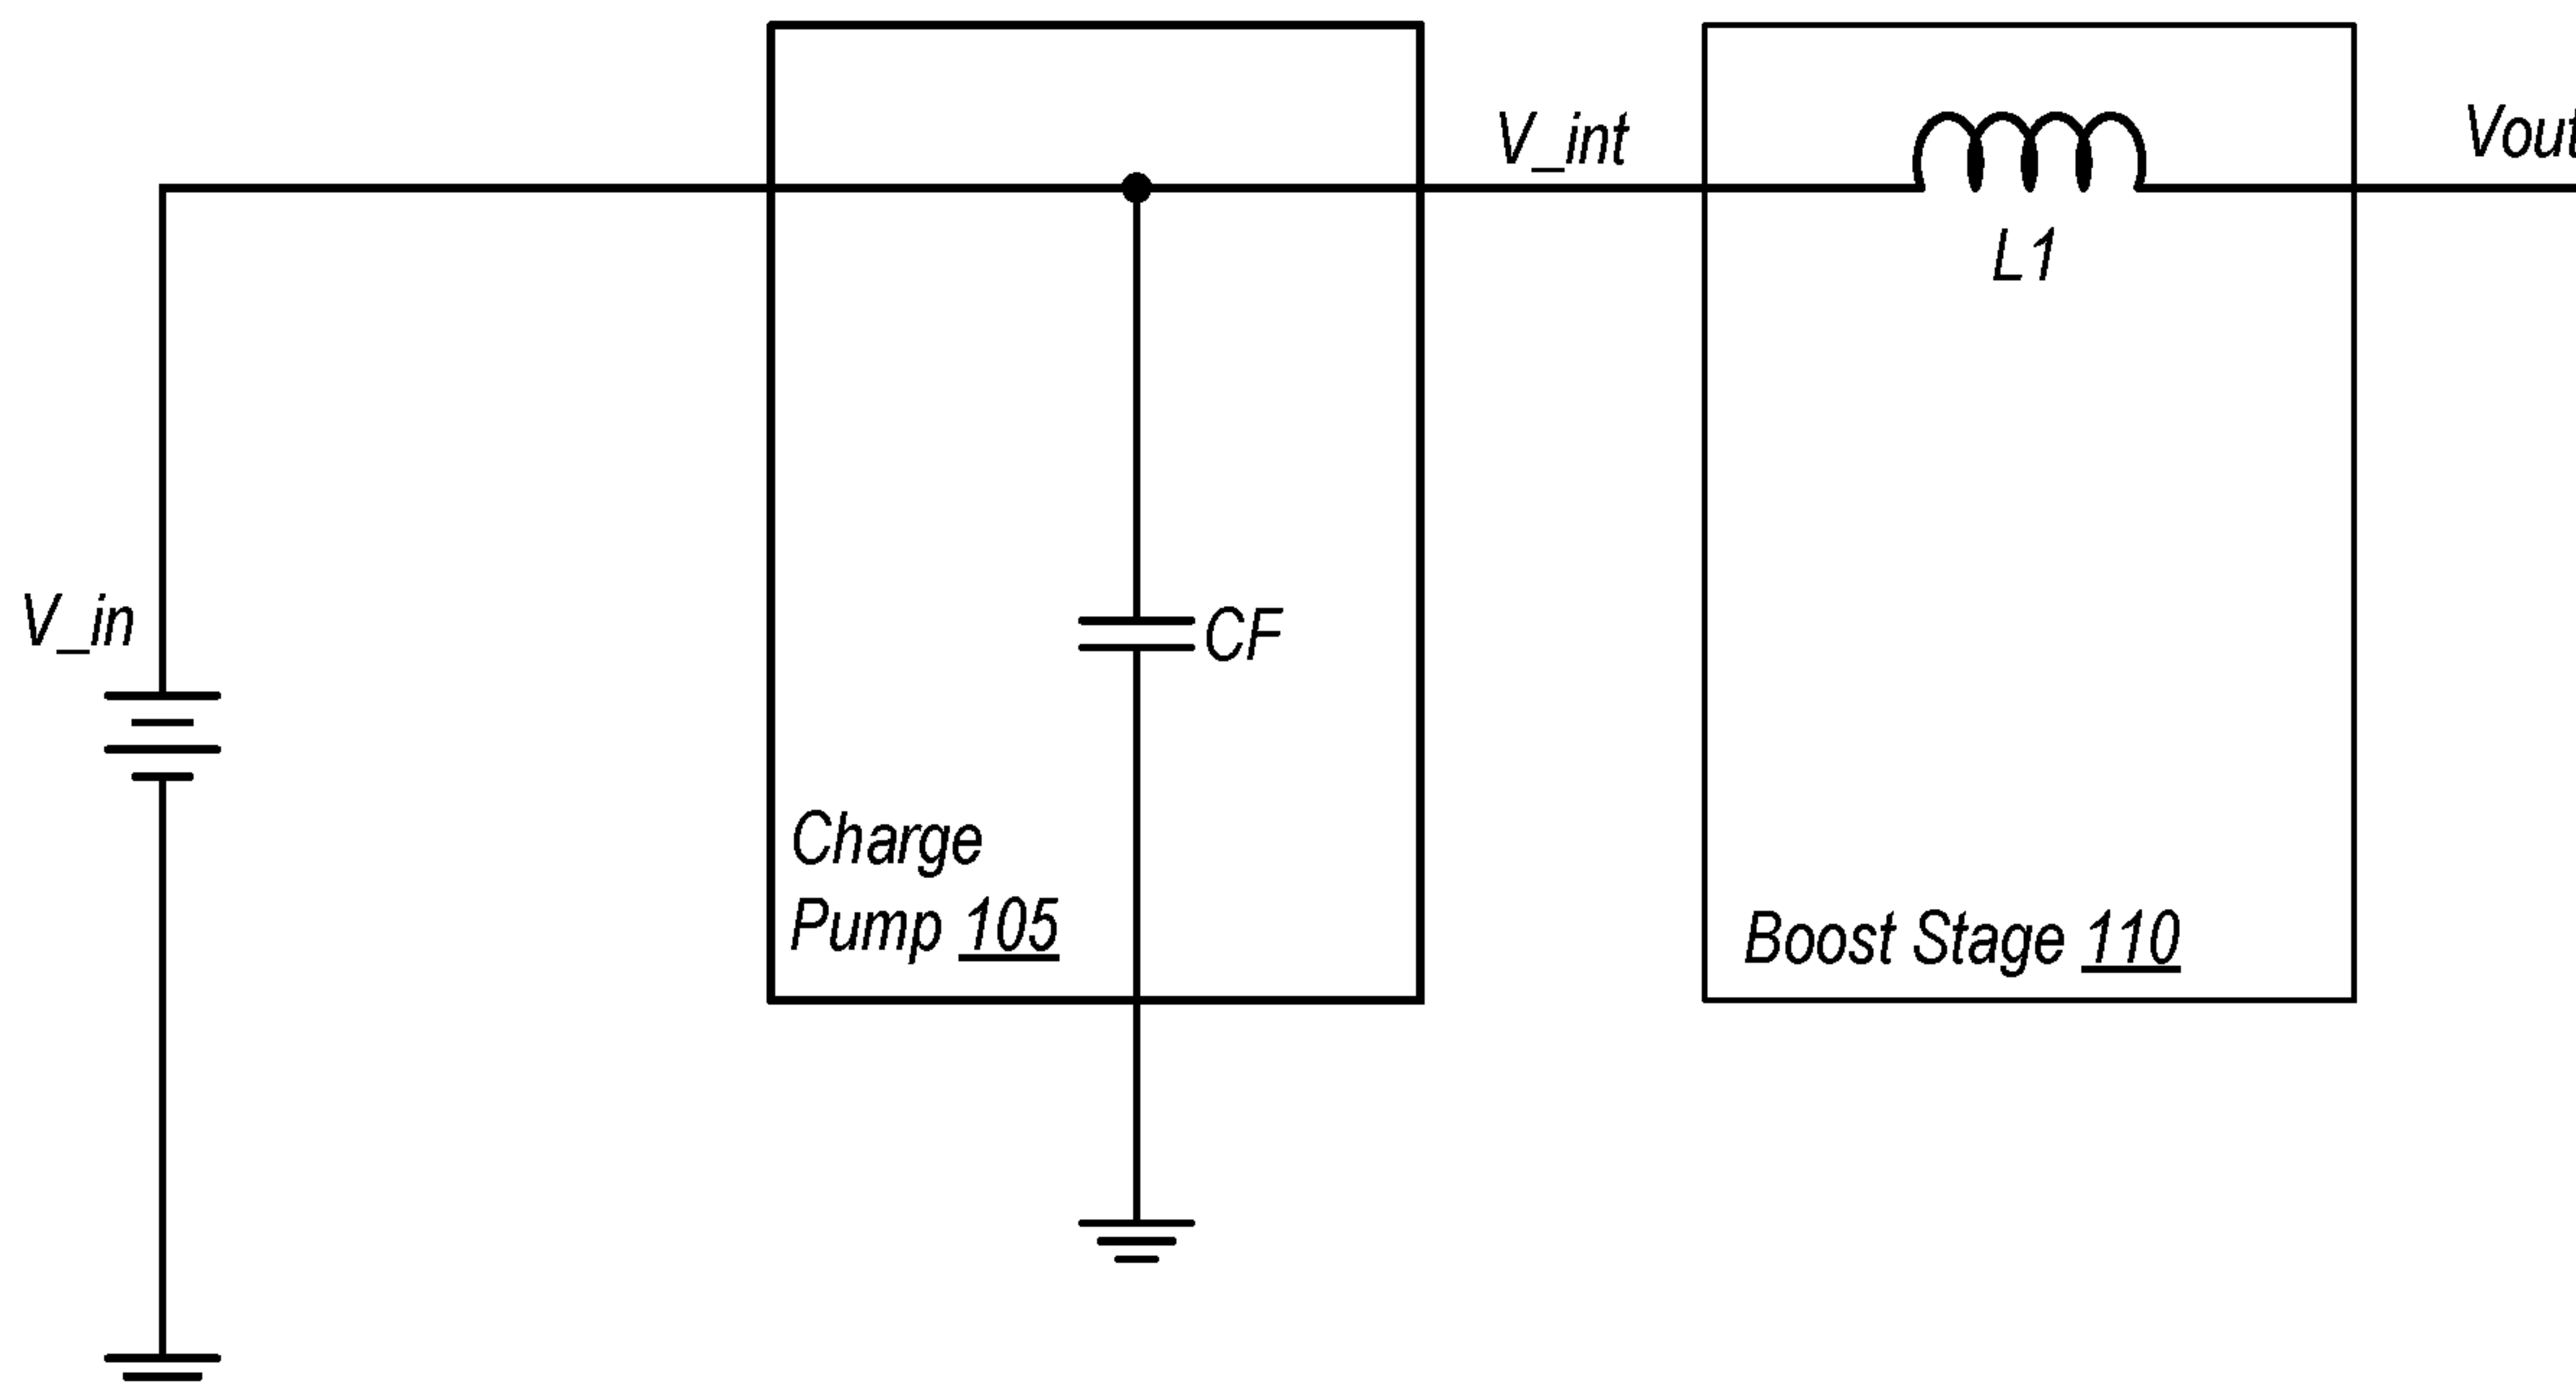 V_int
Vout
L1
V_in
CF
Charge
Pump 105
Boost Stage 110